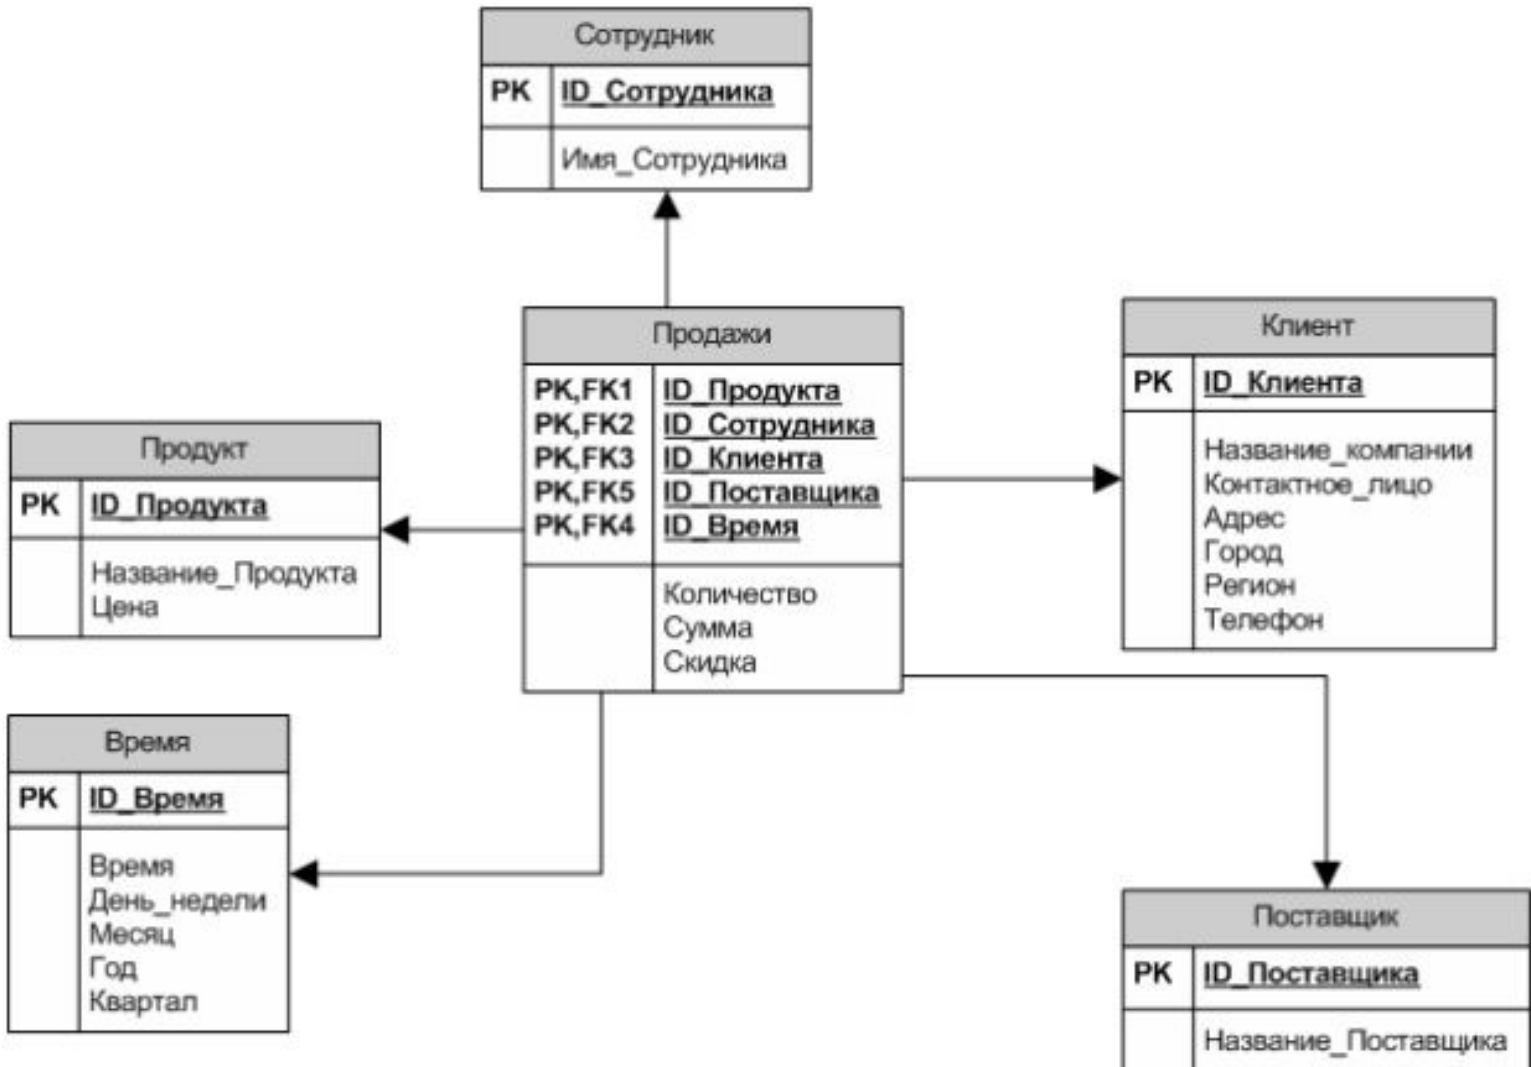 Сотрудник
PK ID_Сотрудника
Имя_Сотрудника
Продажи
PK,FK1 ID_Продукта
PK,FK2 ID_Сотрудника
PK,FK3 ID_Клиента
PK,FK5 ID_Поставщика
PK,FK4 ID_Время
Количество
Сумма
Скидка
Клиент
PK ID_Клиента
Название_компании
Контактное_лицо
Адрес
Город
Регион
Телефон
Продукт
PK ID_Продукта
Название_Продукта
Цена
Время
PK ID_Время
Время
День_недели
Месяц
Год
Квартал
Поставщик
PK ID_Поставщика
Название_Поставщика